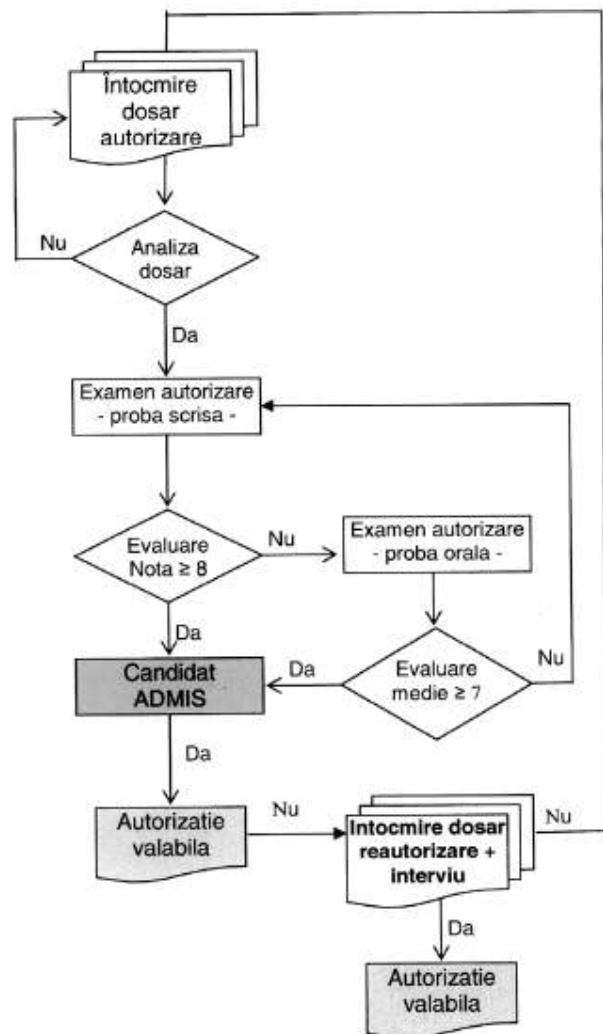 Întocmire
dosar
autorizare
Nu
Analiza
dosar
Da
Examen autorizare
- proba scrisa -
Evaluare
Nota ≥ 8
Nu
Examen autorizare
- proba orala -
Da
Candidat
ADMIS
Da
Evaluare
medie ≥ 7
Nu
Da
Autorizatie
valabila
Nu
Intocmire dosar
reautorizare +
interviu
Nu
Da
Autorizatie
valabila